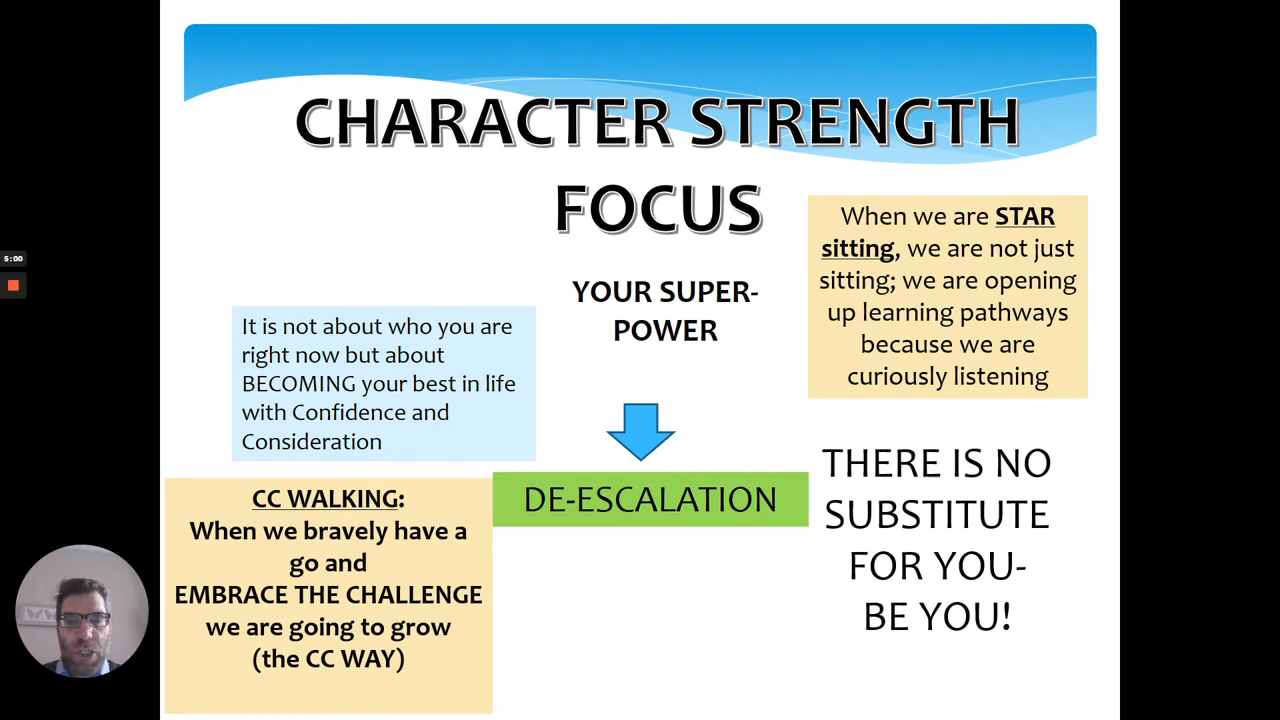 CHARACTER STRENGTH
FOCUS
YOUR SUPER-
POWER
When we are STAR
sitting, we are not just
sitting; we are opening
up learning pathways
because we are
curiously listening
5:00
It is not about who you are
right now but about
BECOMING your best in life
with Confidence and
Consideration
DE-ESCALATION
CC WALKING:
When we bravely have a
go and
EMBRACE THE CHALLENGE
we are going to grow
(the CC WAY)
THERE IS NO
SUBSTITUTE
FOR YOU-
BE YOU!